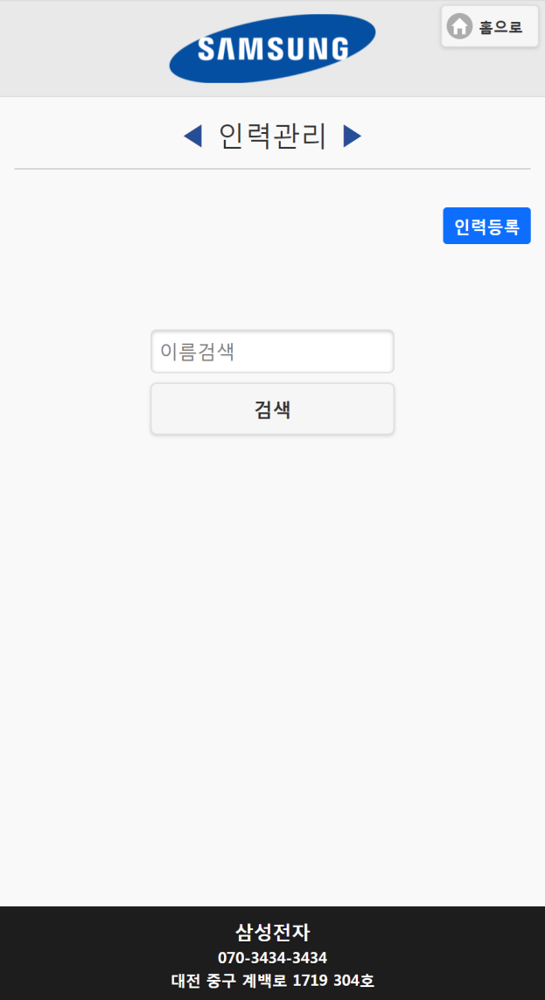 SAMSUNG
홈으로
◀ 인력관리 ▶
인력등록
이름검색
검색
삼성전자
070-3434-3434
대전 중구 계백로 1719 304호